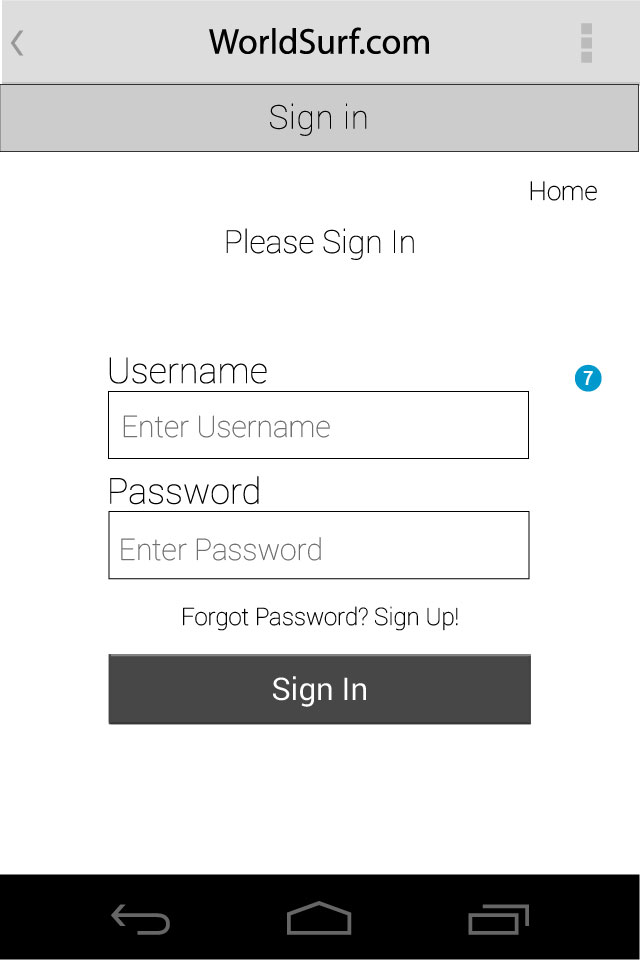 WorldSurf.com
Sign in
Home
Please Sign In
Username
7
Enter Username
Password
Enter Password
Forgot Password? Sign Up!
Sign In